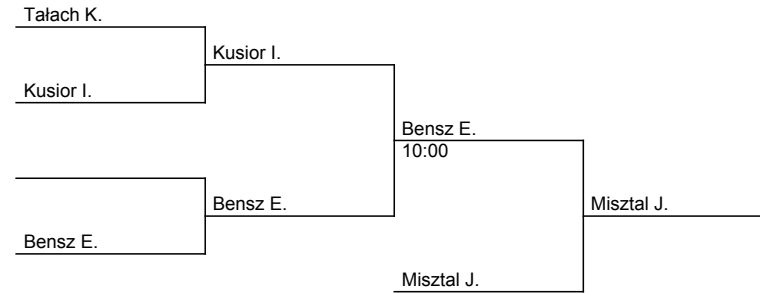 Tałach K.
Kusior I.
Kusior I.
Bensz E.
10:00
Bensz E.
Misztal J.
Bensz E.
Misztal J.